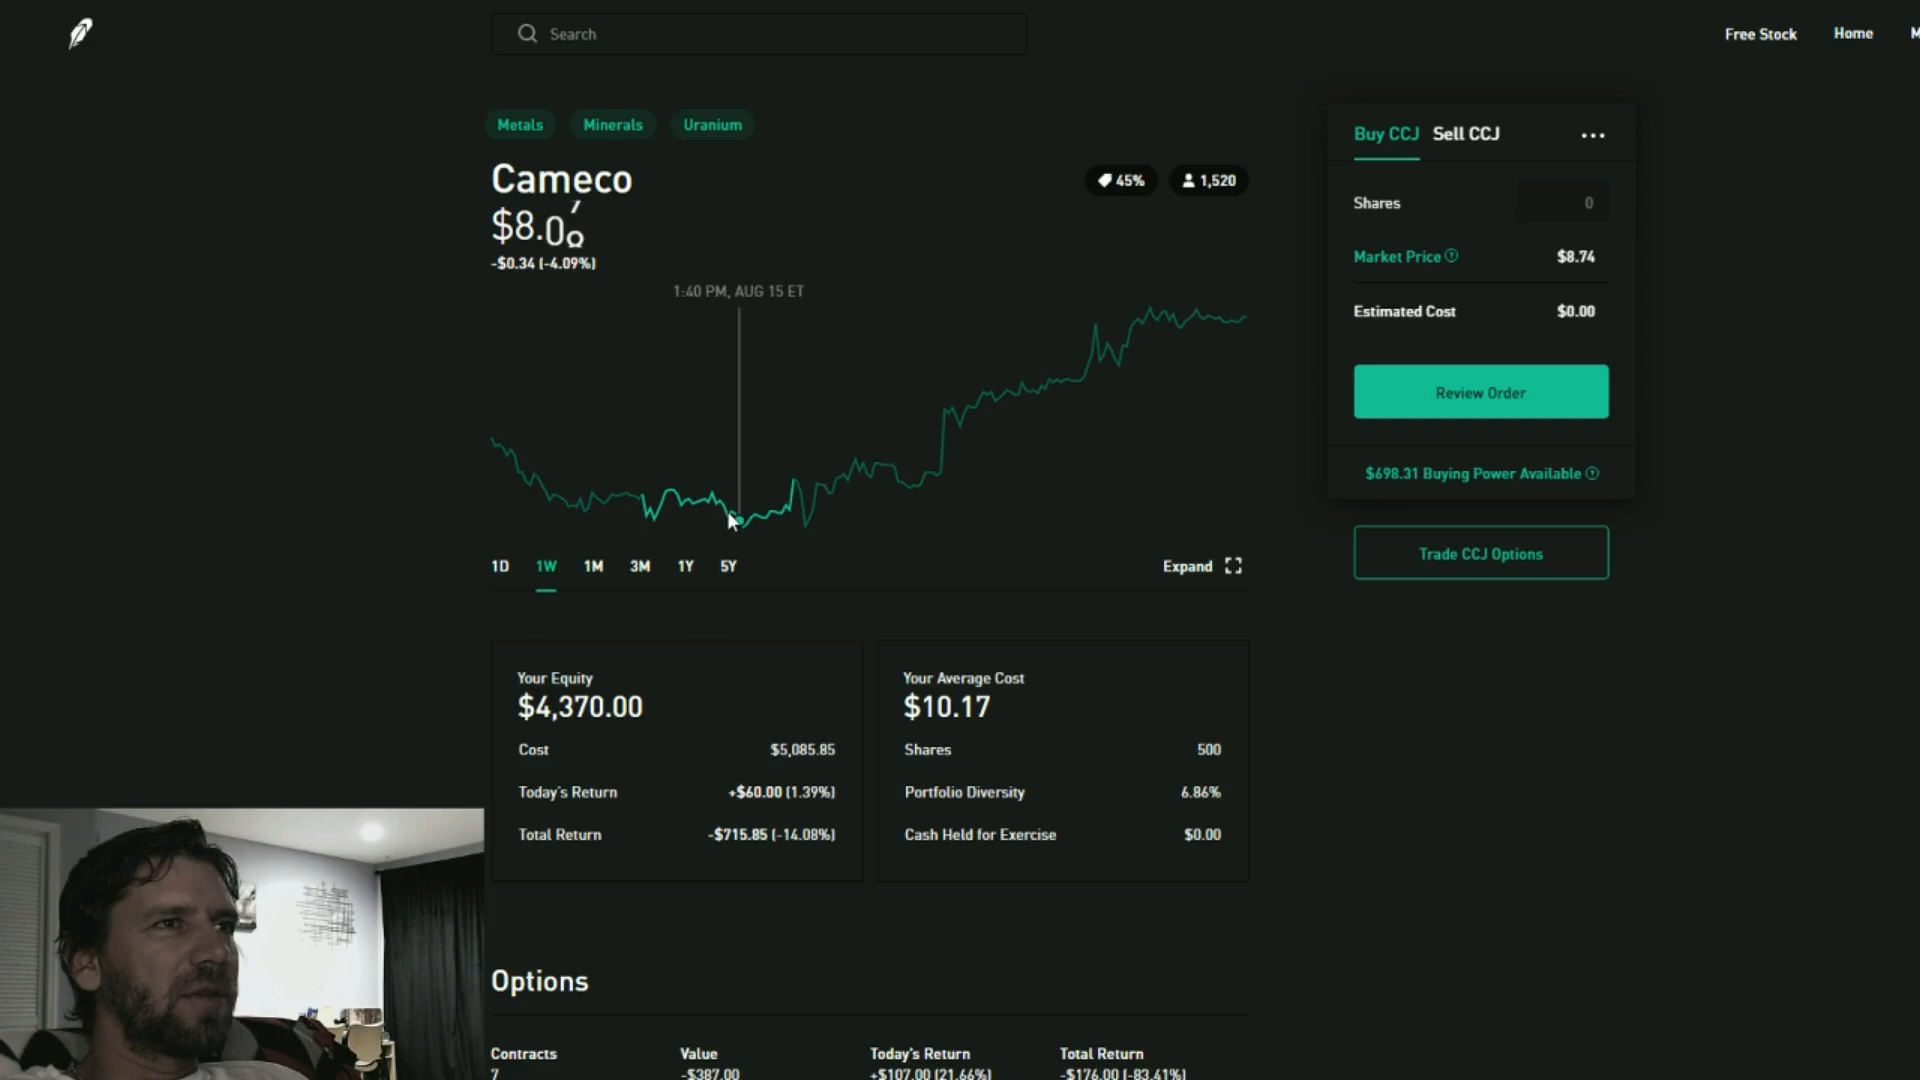 Search
Free Stock
Home
Metals
Minerals
Uranium
Cameco
45%
1,520
$8.0
-$0.34 (-4.09%)
1:40 PM, AUG 15 ET
1D
1W
1M
3M
1Y
5Y
Expand
Buy CCJ
Sell CCJ
Shares
0
Market Price
$8.74
Estimated Cost
$0.00
Review Order
$698.31 Buying Power Available
Trade CCJ Options
Your Equity
$4,370.00
Cost
$5,085.85
Today's Return
+$60.00 (1.39%)
Total Return
-$715.85 (-14.08%)
Your Average Cost
$10.17
Shares
500
Portfolio Diversity
6.86%
Cash Held for Exercise
$0.00
Options
Contracts
Value
Today's Return
Total Return
7
-$387.00
+$107.00 (21.66%)
-$176.00 (-83.41%)